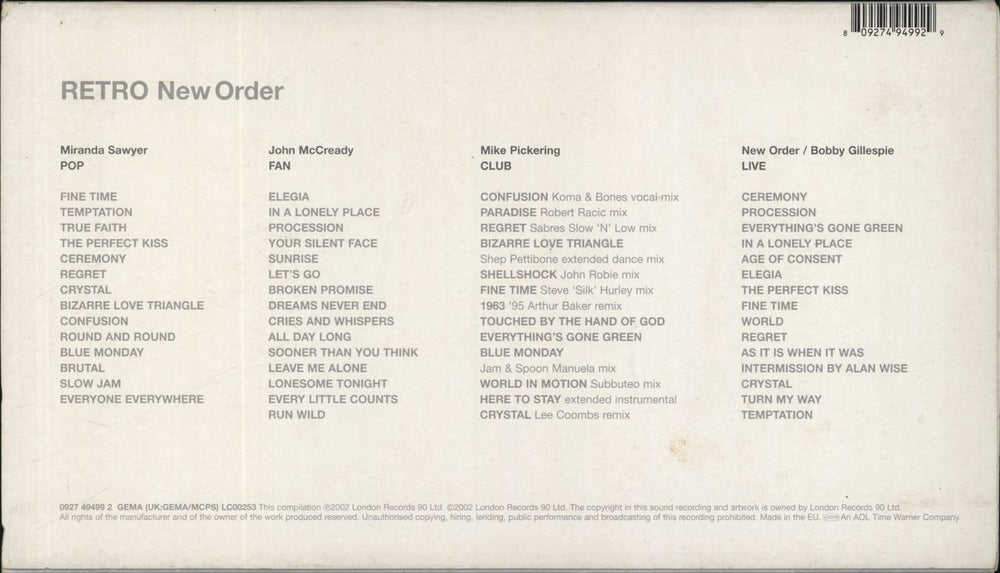 8 09274 94992 9
RETRO New Order
Miranda Sawyer
POP
FINE TIME
TEMPTATION
TRUE FAITH
THE PERFECT KISS
CEREMONY
REGRET
CRYSTAL
BIZARRE LOVE TRIANGLE
CONFUSION
ROUND AND ROUND
BLUE MONDAY
BRUTAL
SLOW JAM
EVERYONE EVERYWHERE
John McCready
FAN
ELEGIA
IN A LONELY PLACE
PROCESSION
YOUR SILENT FACE
SUNRISE
LET'S GO
BROKEN PROMISE
DREAMS NEVER END
CRIES AND WHISPERS
ALL DAY LONG
SOONER THAN YOU THINK
LEAVE ME ALONE
LONESOME TONIGHT
EVERY LITTLE COUNTS
RUN WILD
Mike Pickering
CLUB
CONFUSION Koma & Bones vocal mix
PARADISE Robert Racic mix
REGRET Sabres Slow 'N' Low mix
BIZARRE LOVE TRIANGLE
Shep Pettibone extended dance mix
SHELLSHOCK John Robie mix
FINE TIME Steve 'Silk' Hurley mix
1963 '95 Arthur Baker remix
TOUCHED BY THE HAND OF GOD
EVERYTHING'S GONE GREEN
BLUE MONDAY
Jam & Spoon Manuela mix
WORLD IN MOTION Subbuteo mix
HERE TO STAY extended instrumental
CRYSTAL Lee Coombs remix
New Order / Bobby Gillespie
LIVE
CEREMONY
PROCESSION
EVERYTHING'S GONE GREEN
IN A LONELY PLACE
AGE OF CONSENT
ELEGIA
THE PERFECT KISS
FINE TIME
WORLD
REGRET
AS IT IS WHEN IT WAS
INTERMISSION BY ALAN WISE
CRYSTAL
TURN MY WAY
TEMPTATION
0927 49499 2 GEMA (UK:GEMA/MCPS) LC00253 This compilation ℗2002 London Records 90 Ltd. ©2002 London Records 90 Ltd. The copyright in this sound recording and artwork is owned by London Records 90 Ltd.
All rights of the manufacturer and of the owner of the work produced reserved. Unauthorised copying, hiring, lending, public performance and broadcasting of this recording prohibited. Made in the EU. An AOL Time Warner Company.